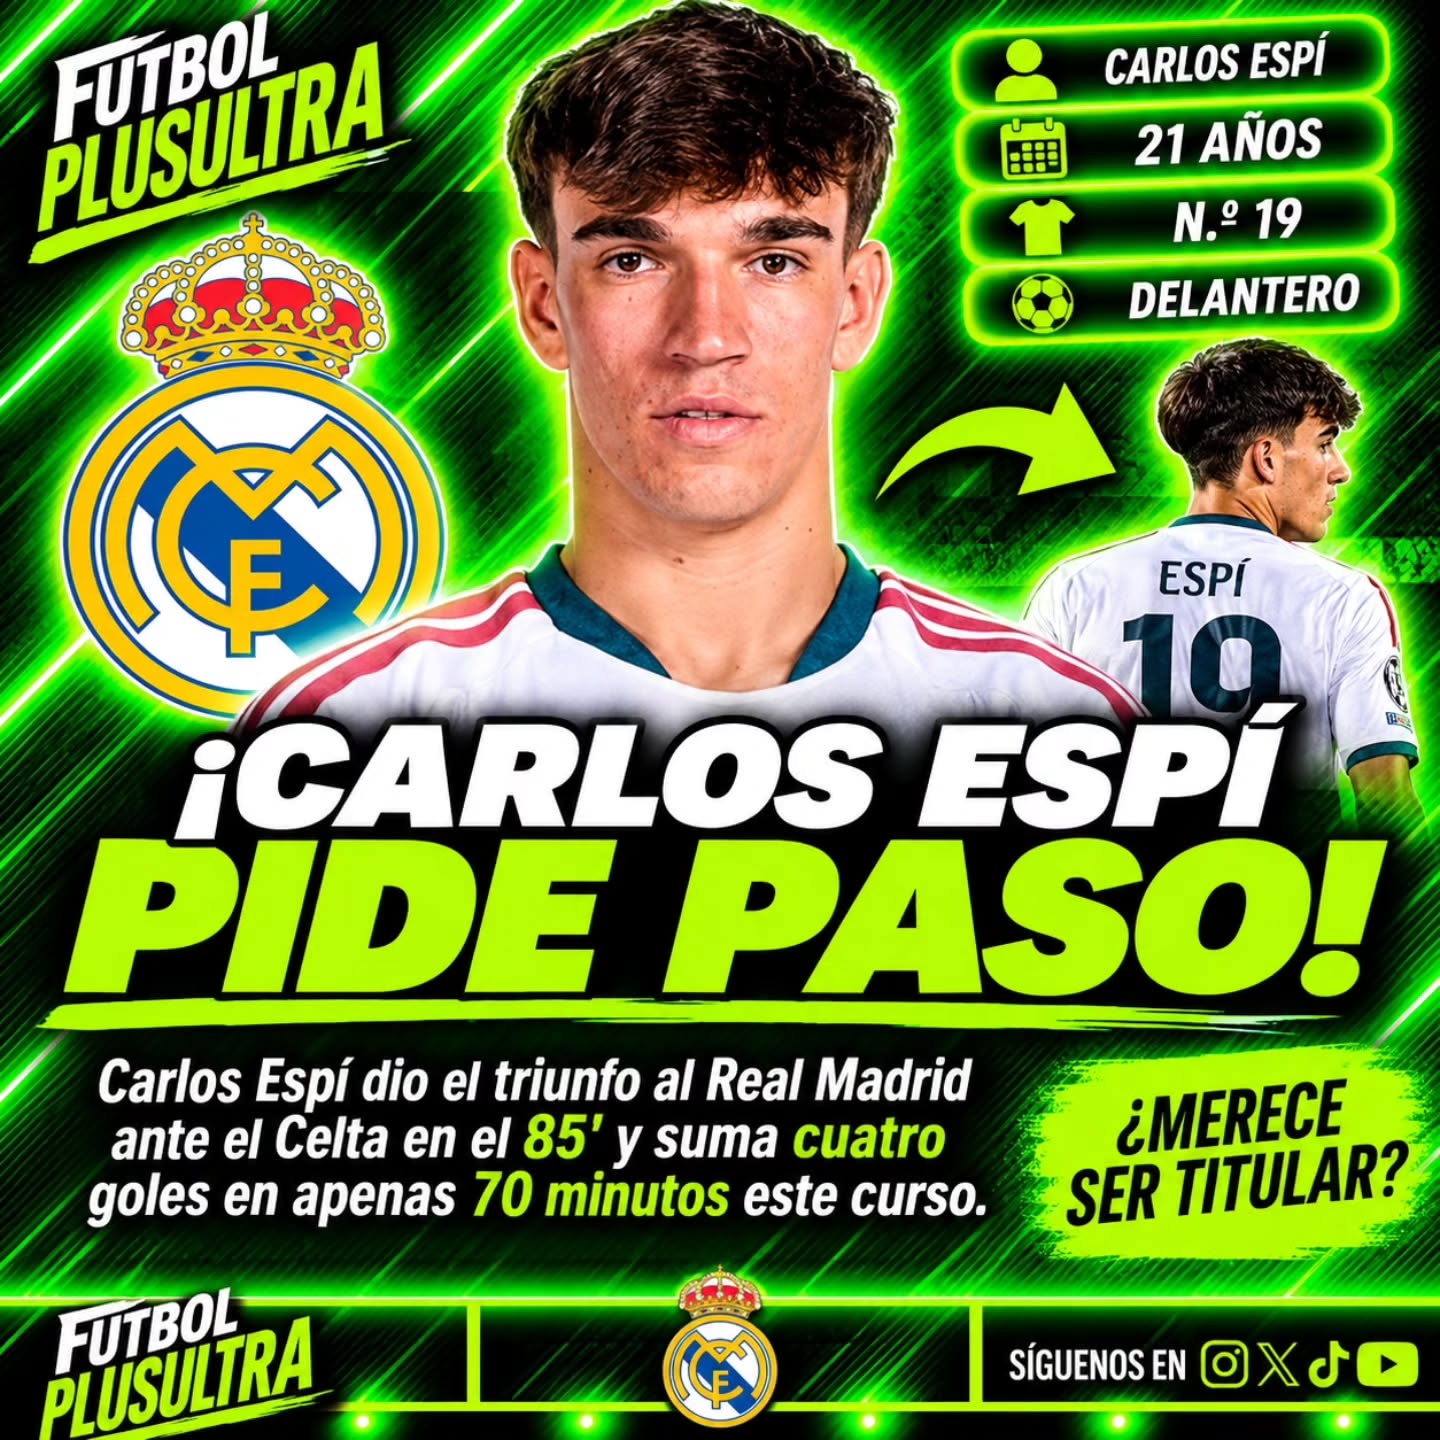 FUTBOL
PLUSULTRA
CARLOS ESPÍ
21 AÑOS
N.º 19
DELANTERO
ESPÍ
19
¡CARLOS ESPÍ
PIDE PASO!
Carlos Espí dio el triunfo al Real Madrid
ante el Celta en el 85' y suma cuatro
goles en apenas 70 minutos este curso.
¿MERECE
SER TITULAR?
FUTBOL
PLUSULTRA
SÍGUENOS EN